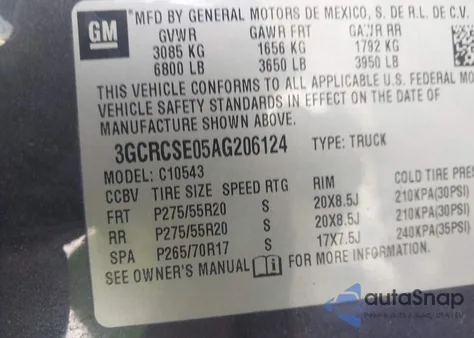 GM
MFD BY GENERAL MOTORS DE MEXICO, S. DE R.L. DE C.V.
GVWR GAWR FRT GAWR RR
3085 KG 1656 KG 1792 KG
6800 LB 3650 LB 3950 LB
THIS VEHICLE CONFORMS TO ALL APPLICABLE U.S. FEDERAL MO
VEHICLE SAFETY STANDARDS IN EFFECT ON THE DATE OF
MANUFACTURE SHOWN ABOVE.
3GCRCSE05AG206124 TYPE: TRUCK
MODEL: C10543
CCBV TIRE SIZE SPEED RTG RIM COLD TIRE PRES
FRT P275/55R20 S 20X8.5J 210KPA(30PSI)
RR P275/55R20 S 20X8.5J 210KPA(30PSI)
SPA P265/70R17 S 17X7.5J 240KPA(35PSI)
SEE OWNER'S MANUAL FOR MORE INFORMATION.
autaSnap